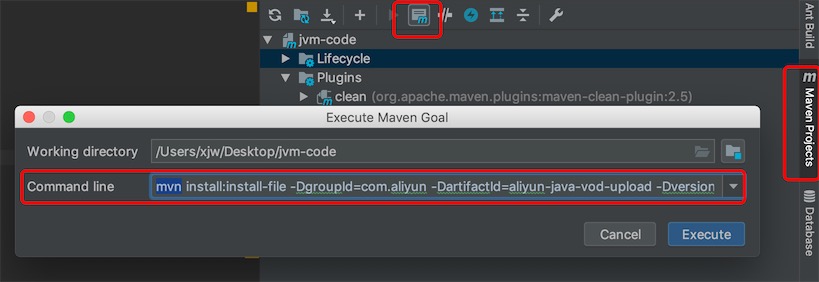 jvm-code
Lifecycle
Plugins
clean (org.apache.maven.plugins:maven-clean-plugin:2.5)
Ant Build
m Maven Projects
Database
Execute Maven Goal
Working directory /Users/xjw/Desktop/jvm-code
Command line mvn install:install-file -DgroupId=com.aliyun -DartifactId=aliyun-java-vod-upload -Dversion
Cancel Execute